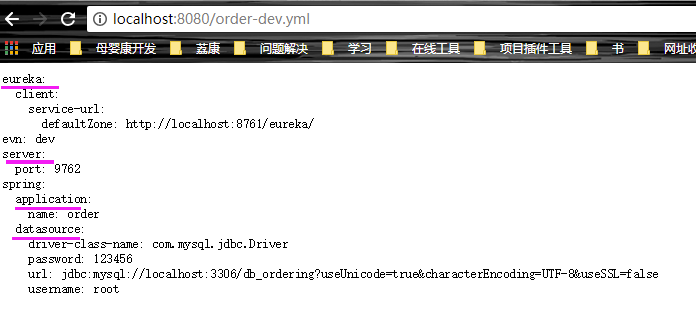 localhost:8080/order-dev.yml
应用 母婴康开发 荔康 问题解决 学习 在线工具 项目插件工具 书 网址收
eureka:
  client:
    service-url:
      defaultZone: http://localhost:8761/eureka/
evn: dev
server:
  port: 9762
spring:
  application:
    name: order
  datasource:
    driver-class-name: com.mysql.jdbc.Driver
    password: 123456
    url: jdbc:mysql://localhost:3306/db_ordering?useUnicode=true&characterEncoding=UTF-8&useSSL=false
    username: root